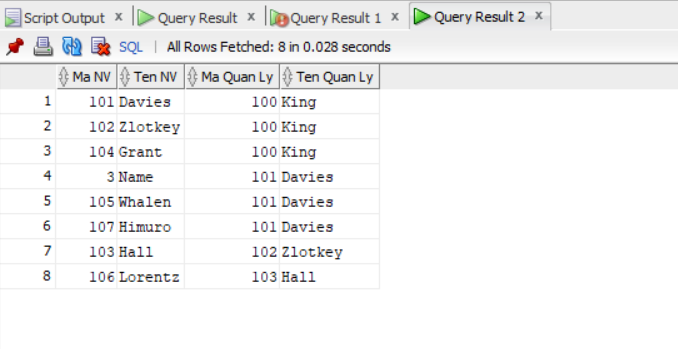 Script Output x Query Result x Query Result 1 x Query Result 2 x
SQL | All Rows Fetched: 8 in 0.028 seconds
Ma NV Ten NV Ma Quan Ly Ten Quan Ly
1 101 Davies 100 King
2 102 Zlotkey 100 King
3 104 Grant 100 King
4 3 Name 101 Davies
5 105 Whalen 101 Davies
6 107 Himuro 101 Davies
7 103 Hall 102 Zlotkey
8 106 Lorentz 103 Hall